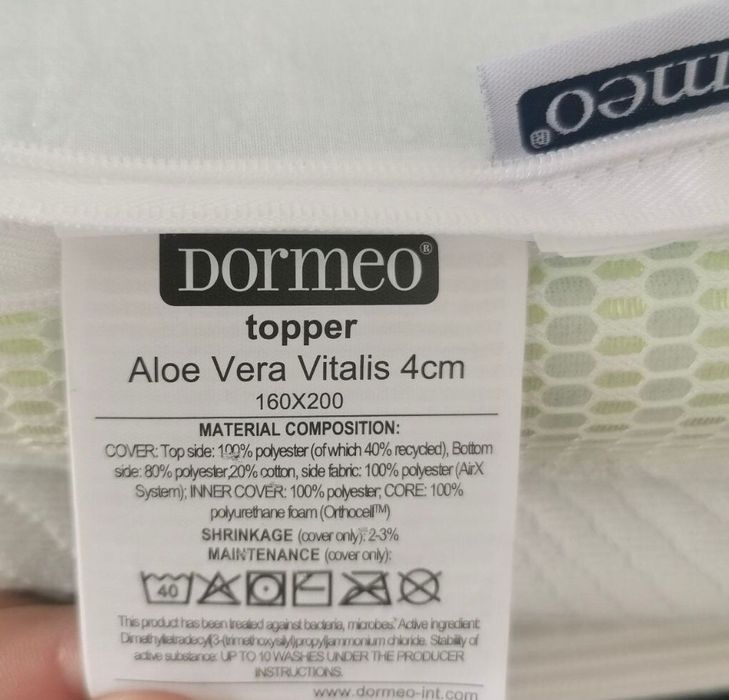 Dormeo
®
DORMEO®
topper
Aloe Vera Vitalis 4cm
160X200
MATERIAL COMPOSITION:
COVER: Top side: 100% polyester (of which 40% recycled), Bottom
side: 80% polyester,20% cotton, side fabric: 100% polyester (AirX
System); INNER COVER: 100% polyester; CORE: 100%
polyurethane foam (Orthocell™)
SHRINKAGE (cover only): 2-3%
MAINTENANCE (cover only):
40
This product has been treated against bacteria, microbes. Active ingredient:
Dimethyltetradecyl[3-(trimethoxysilyl)propyl]ammonium chloride. Stability of
active substance: UP TO 10 WASHES UNDER THE PRODUCER
INSTRUCTIONS.
www.dormeo-int.com